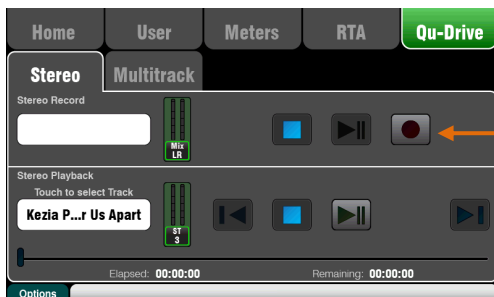 Home User Meters RTA Qu-Drive
Stereo Multitrack
Stereo Record
Mix
LR
Stereo Playback
Touch to select Track
Kezia P...r Us Apart
ST
3
Elapsed: 00:00:00 Remaining: 00:00:00
Options